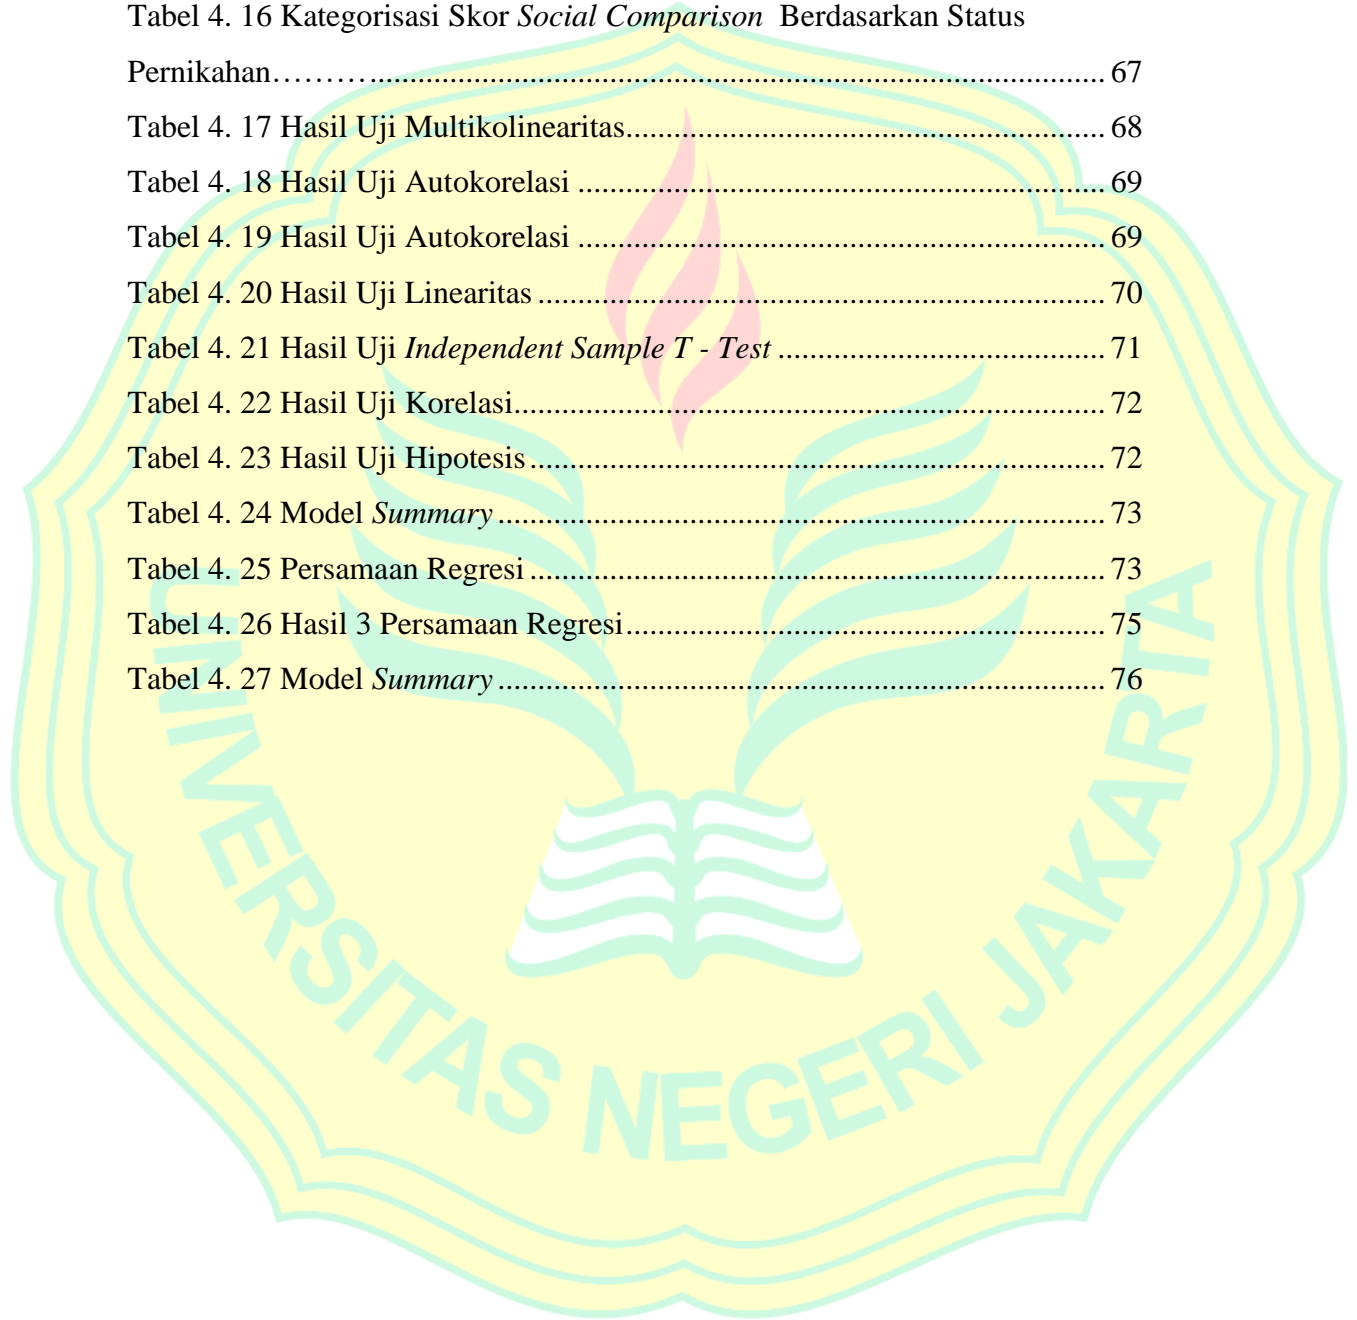 Tabel 4. 16 Kategorisasi Skor Social Comparison Berdasarkan Status
Pernikahan……….............................................................................................. 67
Tabel 4. 17 Hasil Uji Multikolinearitas............................................................. 68
Tabel 4. 18 Hasil Uji Autokorelasi ................................................................... 69
Tabel 4. 19 Hasil Uji Autokorelasi ................................................................... 69
Tabel 4. 20 Hasil Uji Linearitas ........................................................................ 70
Tabel 4. 21 Hasil Uji Independent Sample T - Test .......................................... 71
Tabel 4. 22 Hasil Uji Korelasi........................................................................... 72
Tabel 4. 23 Hasil Uji Hipotesis ......................................................................... 72
Tabel 4. 24 Model Summary ............................................................................. 73
Tabel 4. 25 Persamaan Regresi ......................................................................... 73
Tabel 4. 26 Hasil 3 Persamaan Regresi............................................................. 75
Tabel 4. 27 Model Summary ............................................................................. 76
UNIVERSITAS NEGERI JAKARTA